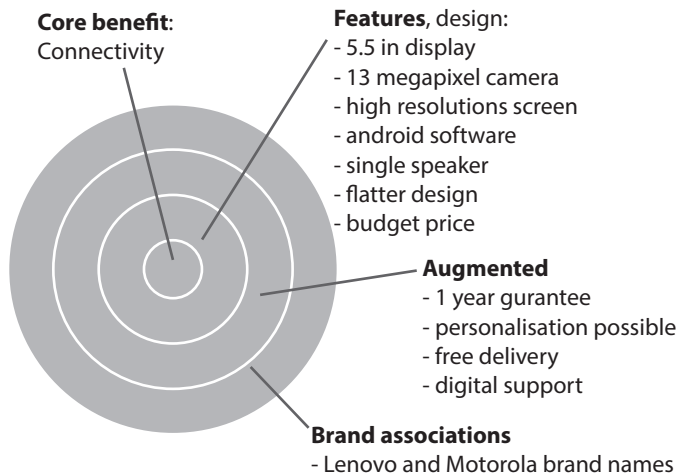 Core benefit:
Connectivity
Features, design:
- 5.5 in display
- 13 megapixel camera
- high resolutions screen
- android software
- single speaker
- flatter design
- budget price
Augmented
- 1 year gurantee
- personalisation possible
- free delivery
- digital support
Brand associations
- Lenovo and Motorola brand names